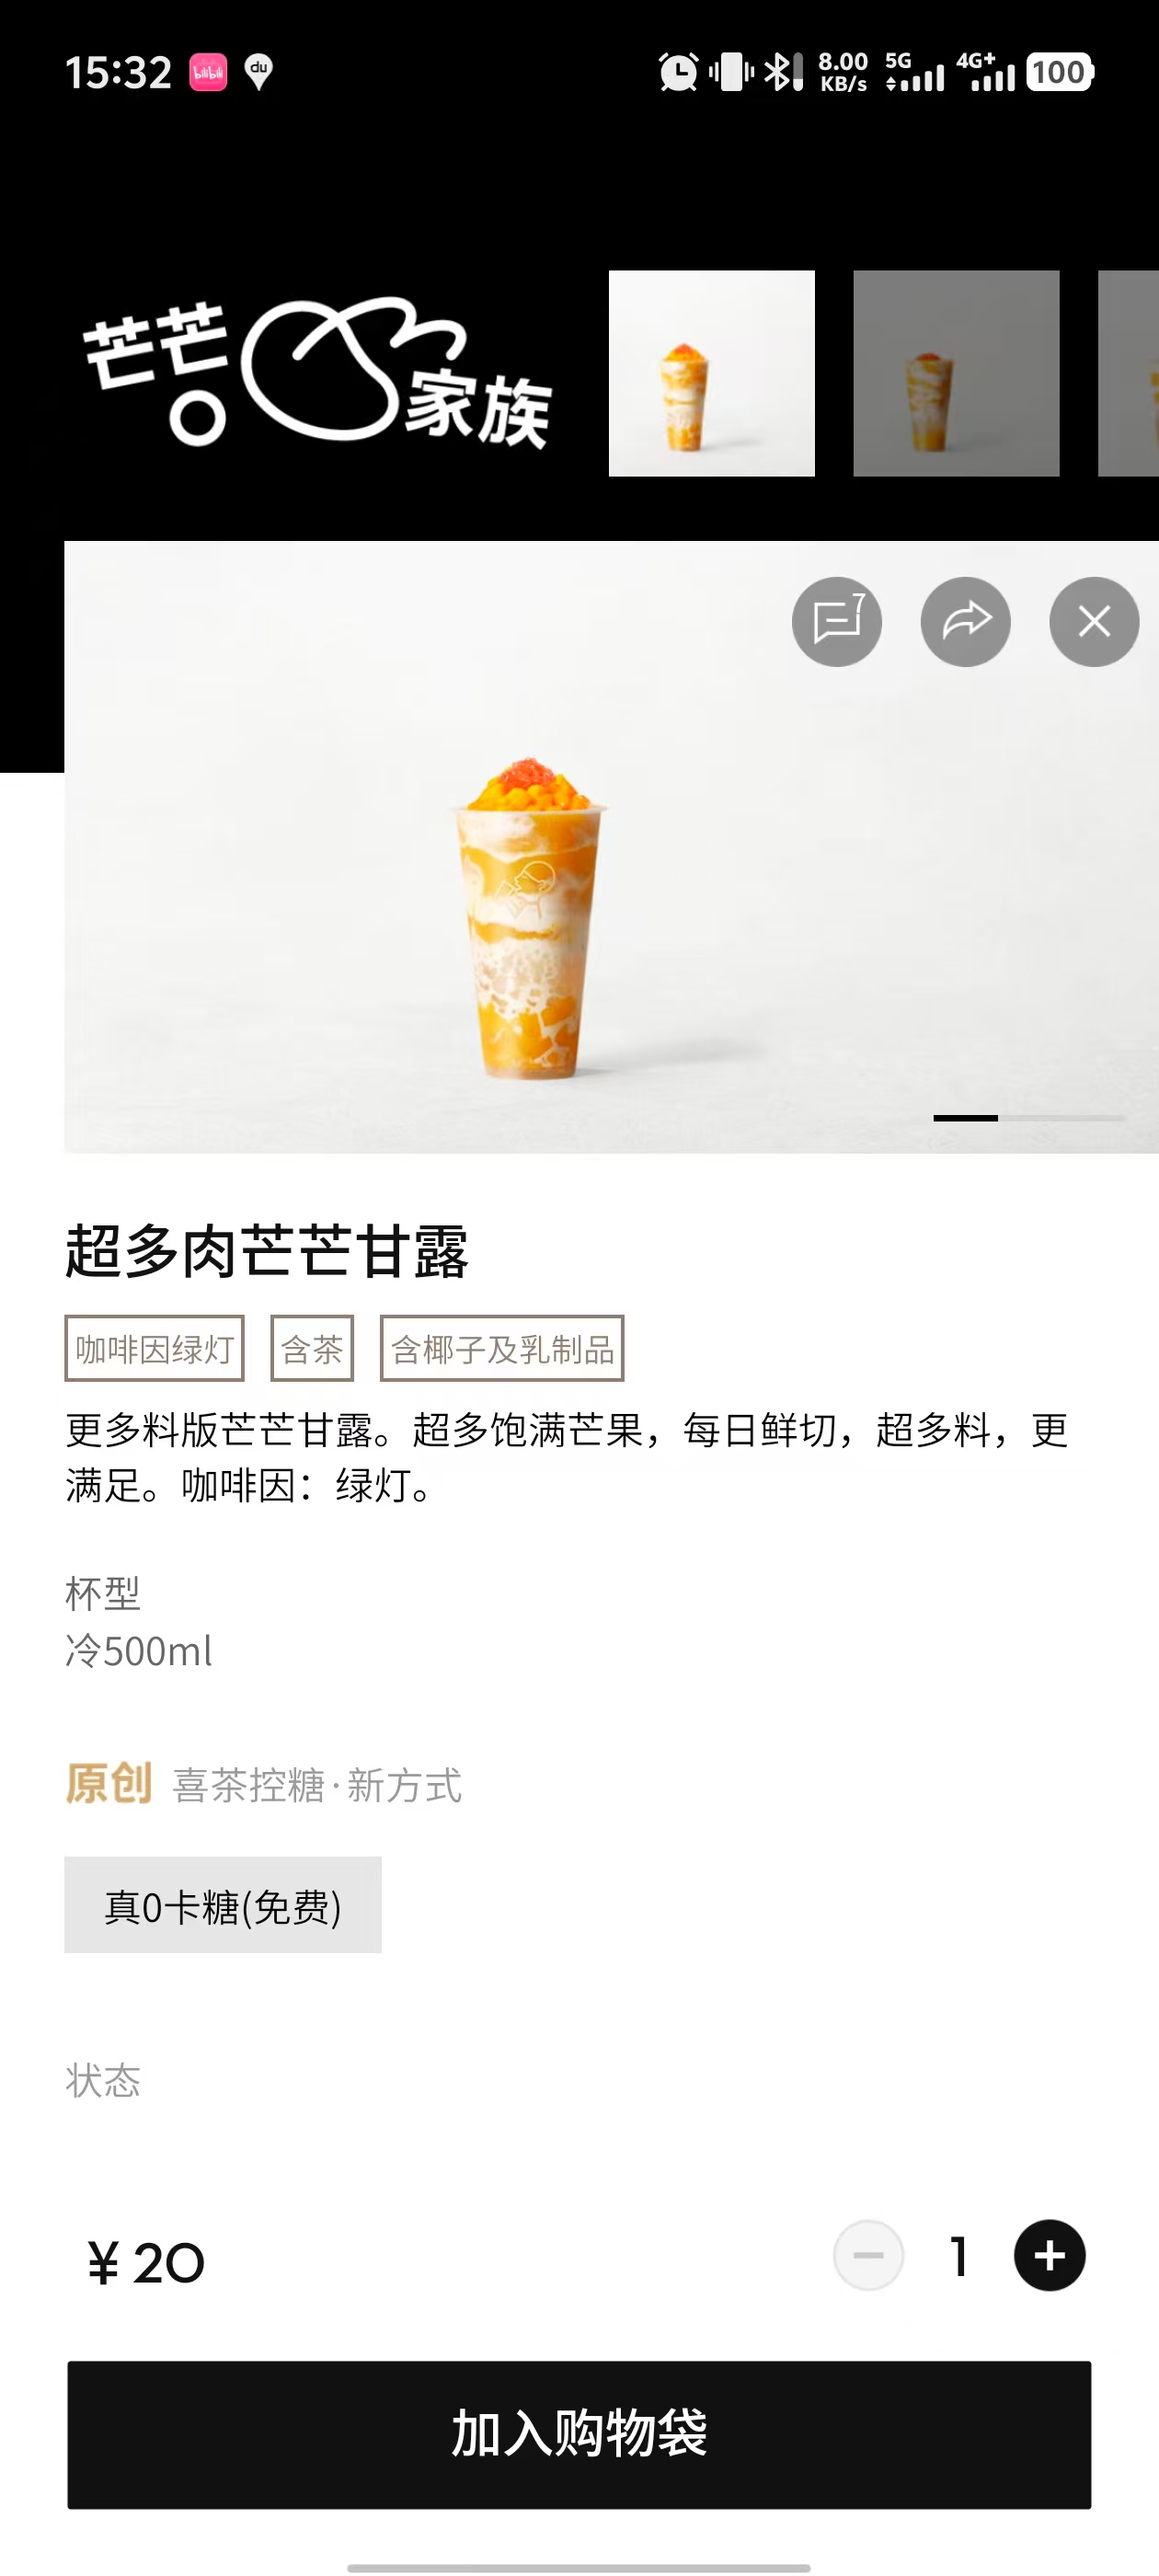 15:32
bilibili
du
8.00
KB/s
5G
4G+
100
芒芒
家族
7
超多肉芒芒甘露
咖啡因绿灯 含茶 含椰子及乳制品
更多料版芒芒甘露。超多饱满芒果，每日鲜切，超多料，更
满足。咖啡因：绿灯。
杯型
冷500ml
原创 喜茶控糖·新方式
真0卡糖(免费)
状态
¥ 20
1
加入购物袋